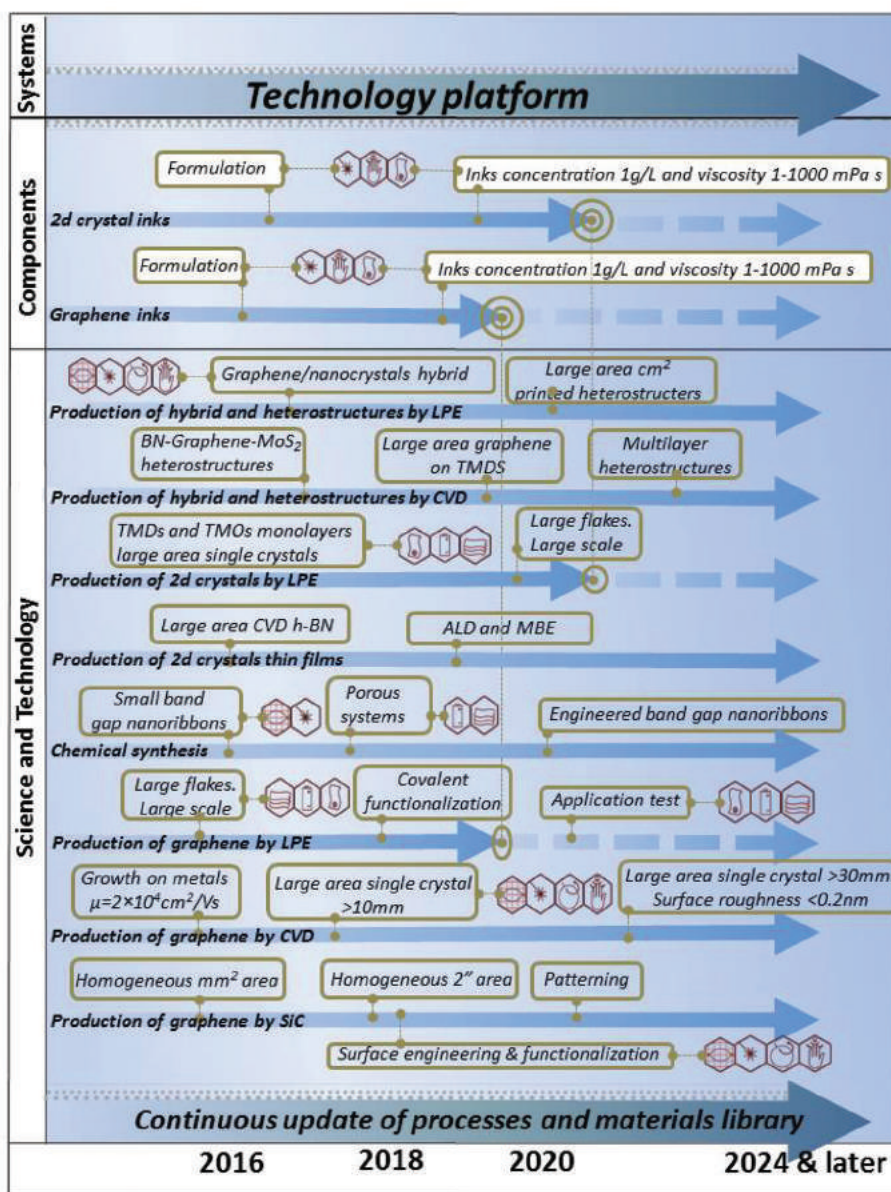 Systems
Technology platform
Components
Formulation
Inks concentration 1g/L and viscosity 1-1000 mPa s
2d crystal inks
Formulation
Inks concentration 1g/L and viscosity 1-1000 mPa s
Graphene inks
Science and Technology
Graphene/nanocrystals hybrid
Large area cm²
printed heterostructers
Production of hybrid and heterostructures by LPE
BN-Graphene-MoS₂
heterostructures
Large area graphene
on TMDS
Multilayer
heterostructures
Production of hybrid and heterostructures by CVD
TMDs and TMOs monolayers
large area single crystals
Large flakes.
Large scale
Production of 2d crystals by LPE
Large area CVD h-BN
ALD and MBE
Production of 2d crystals thin films
Small band
gap nanoribbons
Porous
systems
Engineered band gap nanoribbons
Chemical synthesis
Large flakes.
Large scale
Covalent
functionalization
Application test
Production of graphene by LPE
Growth on metals
μ=2×10⁴cm²/Vs
Large area single crystal
>10mm
Large area single crystal >30mm
Surface roughness <0.2nm
Production of graphene by CVD
Homogeneous mm² area
Homogeneous 2″ area
Patterning
Production of graphene by SiC
Surface engineering & functionalization
Continuous update of processes and materials library
2016
2018
2020
2024 & later